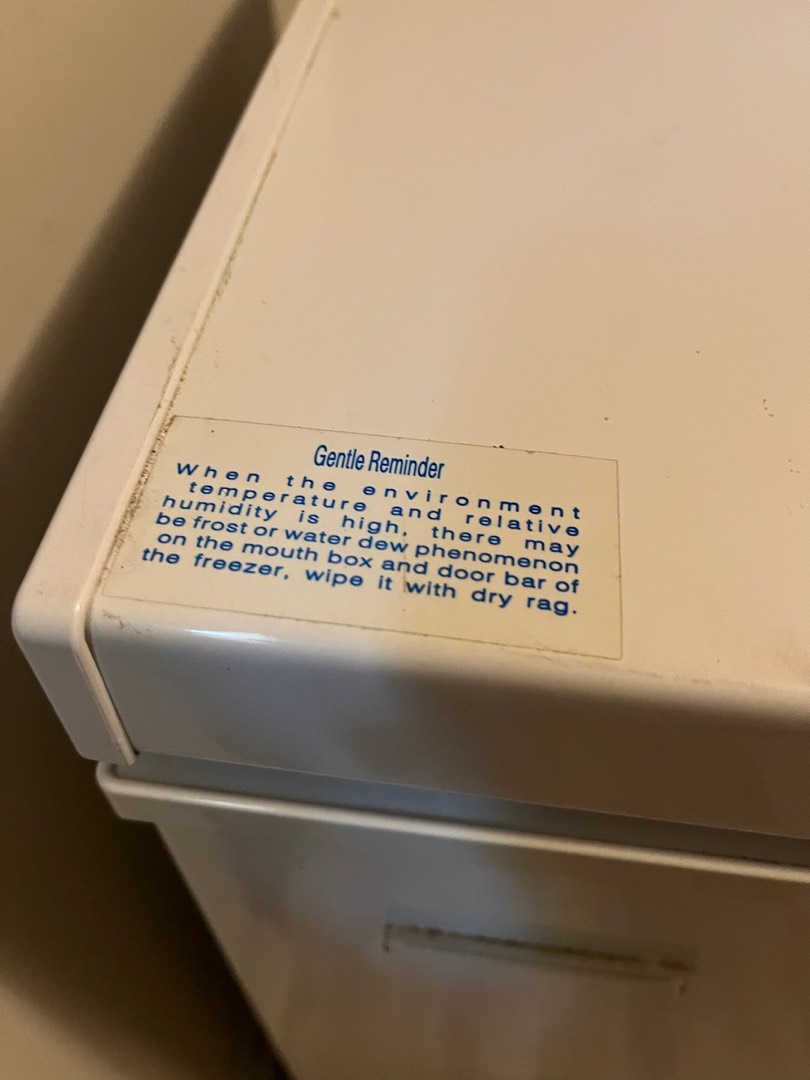 Gentle Reminder
When the environment
temperature and relative
humidity is high, there may
be frost or water dew phenomenon
on the mouth box and door bar of
the freezer, wipe it with dry rag.